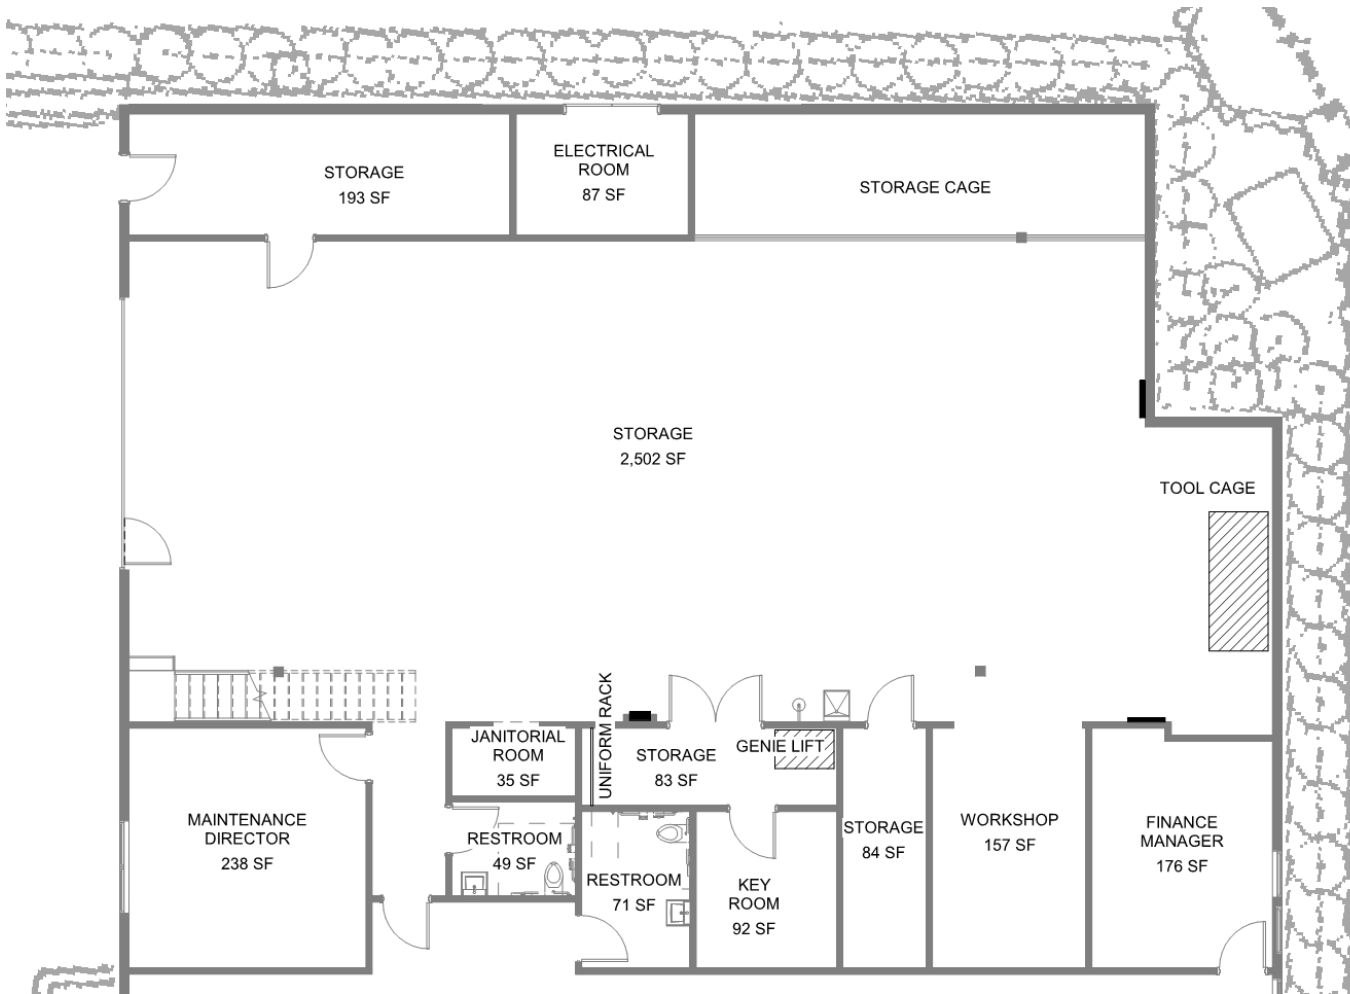 STORAGE
193 SF
ELECTRICAL
ROOM
87 SF
STORAGE CAGE
STORAGE
2,502 SF
TOOL CAGE
UNIFORM RACK
JANITORIAL
ROOM
35 SF
STORAGE
83 SF
GENIE LIFT
MAINTENANCE
DIRECTOR
238 SF
RESTROOM
49 SF
RESTROOM
71 SF
KEY
ROOM
92 SF
STORAGE
84 SF
WORKSHOP
157 SF
FINANCE
MANAGER
176 SF